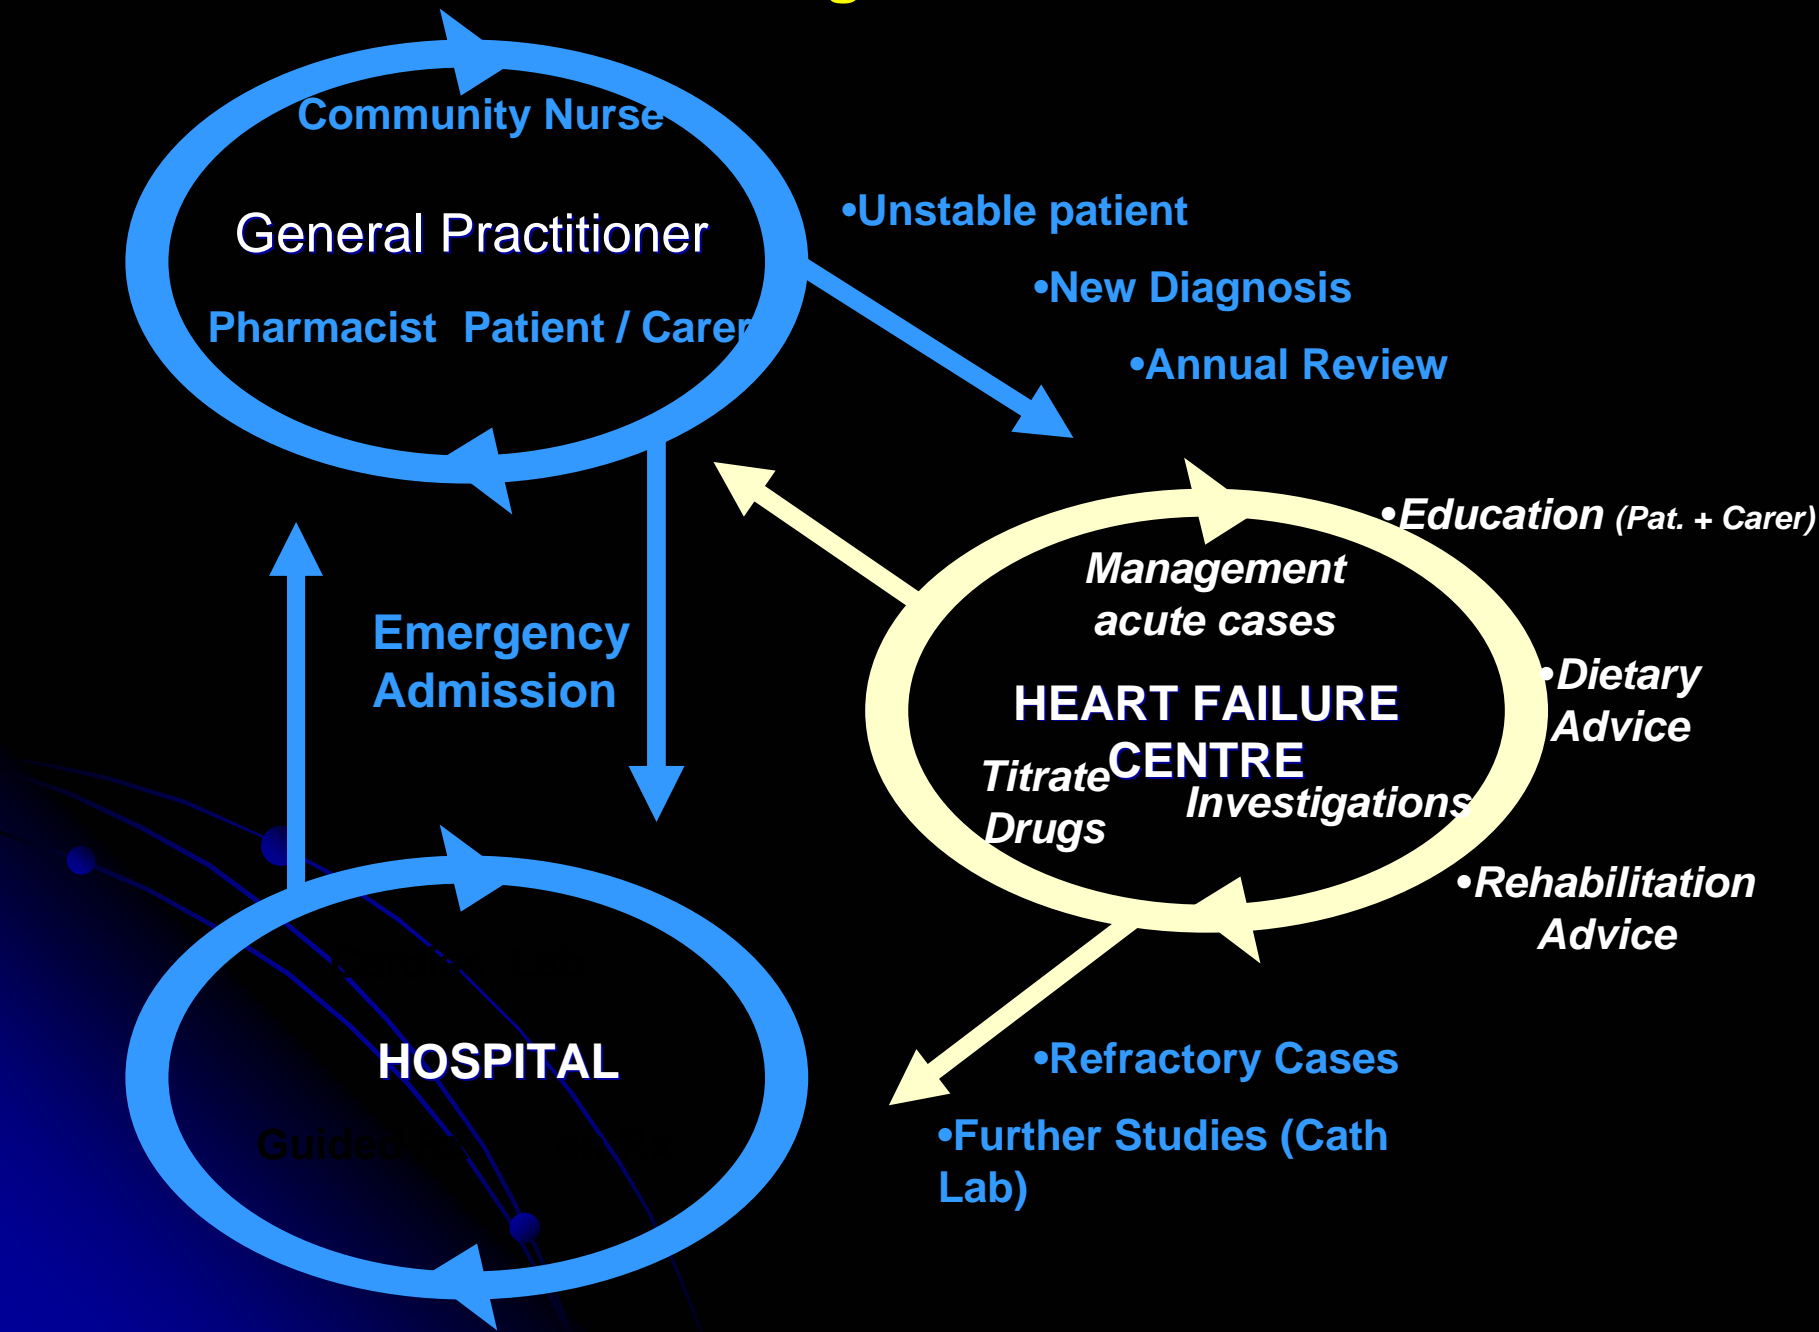 Community Nurse
General Practitioner
Pharmacist Patient / Carer
•Unstable patient
•New Diagnosis
•Annual Review
Emergency
Admission
•Education (Pat. + Carer)
Management
acute cases
HEART FAILURE
CENTRE
Titrate
Drugs
Investigations
•Dietary
Advice
•Rehabilitation
Advice
HOSPITAL
Guided
•Refractory Cases
•Further Studies (Cath
Lab)